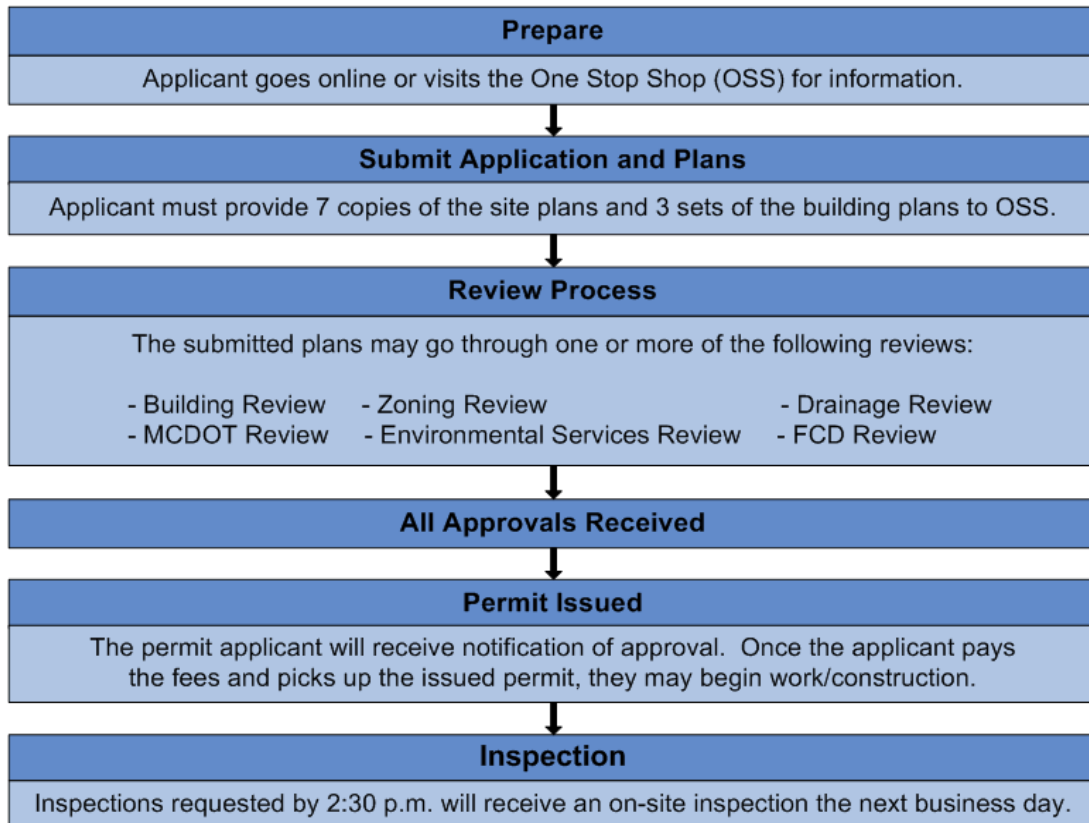 Prepare
Applicant goes online or visits the One Stop Shop (OSS) for information.
Submit Application and Plans
Applicant must provide 7 copies of the site plans and 3 sets of the building plans to OSS.
Review Process
The submitted plans may go through one or more of the following reviews:
- Building Review - Zoning Review - Drainage Review
- MCDOT Review - Environmental Services Review - FCD Review
All Approvals Received
Permit Issued
The permit applicant will receive notification of approval. Once the applicant pays
the fees and picks up the issued permit, they may begin work/construction.
Inspection
Inspections requested by 2:30 p.m. will receive an on-site inspection the next business day.